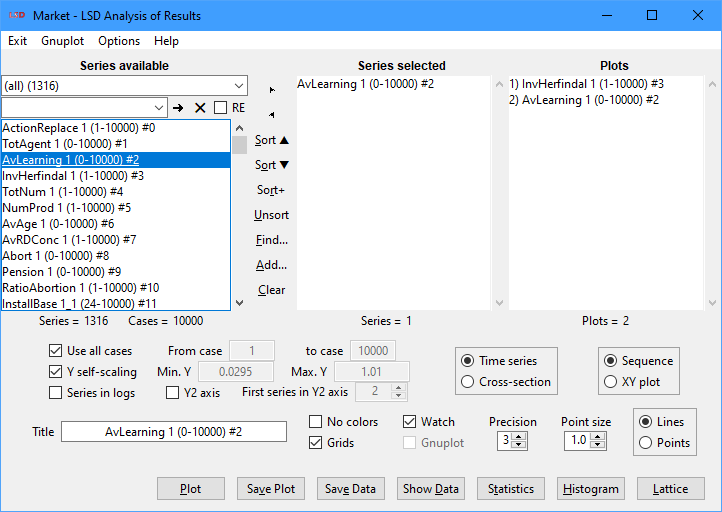 LSD Market - LSD Analysis of Results
Exit Gnuplot Options Help
Series available Series selected Plots
(all) (1316)
RE
ActionReplace 1 (1-10000) #0
TotAgent 1 (0-10000) #1
AvLearning 1 (0-10000) #2
InvHerfindal 1 (1-10000) #3
TotNum 1 (1-10000) #4
NumProd 1 (1-10000) #5
AvAge 1 (0-10000) #6
AvRDConc 1 (1-10000) #7
Abort 1 (0-10000) #8
Pension 1 (0-10000) #9
RatioAbortion 1 (1-10000) #10
InstallBase 1_1 (24-10000) #11
Series = 1316 Cases = 10000
Sort ▲
Sort ▼
Sort+
Unsort
Find...
Add...
Clear
AvLearning 1 (0-10000) #2
Series = 1
1) InvHerfindal 1 (1-10000) #3
2) AvLearning 1 (0-10000) #2
Plots = 2
Use all cases From case 1 to case 10000
Y self-scaling Min. Y 0.0295 Max. Y 1.01
Series in logs Y2 axis First series in Y2 axis 2
Time series
Cross-section
Sequence
XY plot
Title AvLearning 1 (0-10000) #2
No colors Watch
Grids Gnuplot
Precision
3
Point size
1.0
Lines
Points
Plot Save Plot Save Data Show Data Statistics Histogram Lattice